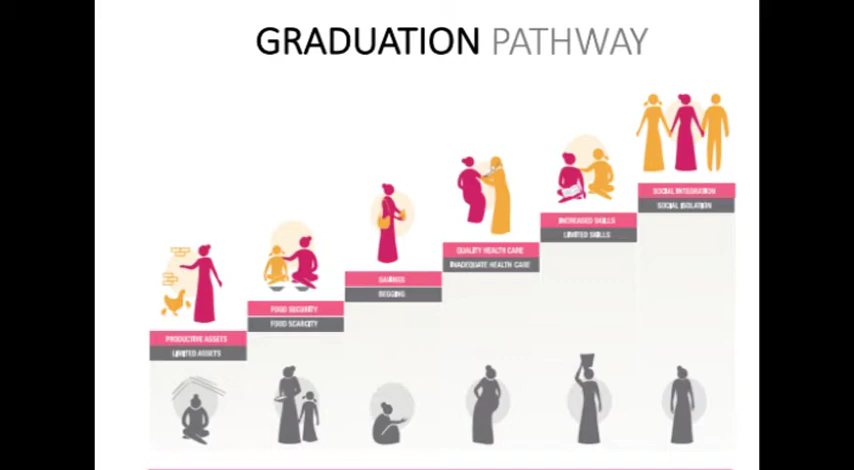 GRADUATION PATHWAY
SOCIAL INTEGRATION
SOCIAL ISOLATION
INCREASED SKILLS
LIMITED SKILLS
QUALITY HEALTH CARE
INADEQUATE HEALTH CARE
SAVINGS
BEGGING
FOOD SECURITY
FOOD SCARCITY
PRODUCTIVE ASSETS
LIMITED ASSETS